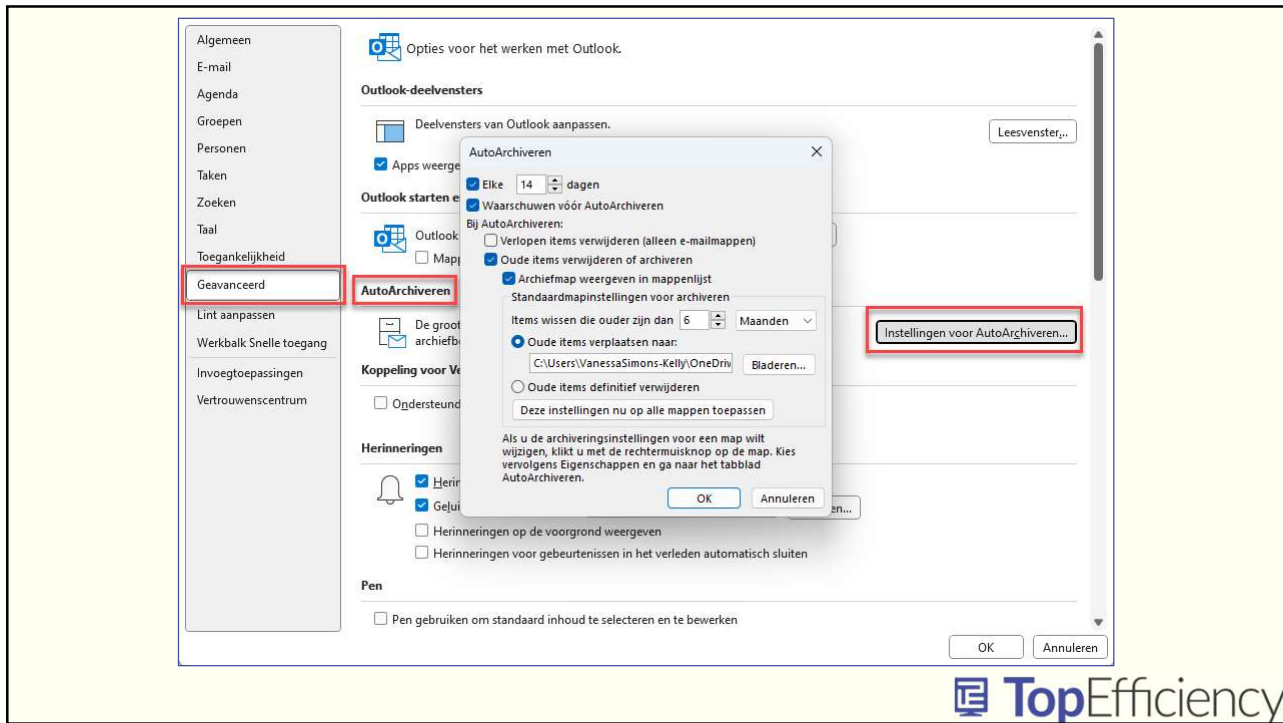 Algemeen
E-mail
Agenda
Groepen
Personen
Taken
Zoeken
Taal
Toegankelijkheid
Geavanceerd
Lint aanpassen
Werkbalk Snelle toegang
Invoegtoepassingen
Vertrouwenscentrum
Opties voor het werken met Outlook.
Outlook-deelvensters
Deelvensters van Outlook aanpassen.
Leesvenster...
Apps weerge
Outlook starten e
Outlook
Map
AutoArchiveren
De groot
archiefb
Instellingen voor AutoArchiveren...
Koppeling voor Ve
Ondersteund
Herinneringen
Herin
Gelui
en...
Herinneringen op de voorgrond weergeven
Herinneringen voor gebeurtenissen in het verleden automatisch sluiten
Pen
Pen gebruiken om standaard inhoud te selecteren en te bewerken
OK Annuleren
AutoArchiveren
Elke 14 dagen
Waarschuwen vóór AutoArchiveren
Bij AutoArchiveren:
Verlopen items verwijderen (alleen e-mailmappen)
Oude items verwijderen of archiveren
Archiefmap weergeven in mappenlijst
Standaardmapinstellingen voor archiveren
Items wissen die ouder zijn dan 6 Maanden
Oude items verplaatsen naar:
C:\Users\VanessaSimons-Kelly\OneDriv Bladeren...
Oude items definitief verwijderen
Deze instellingen nu op alle mappen toepassen
Als u de archiveringsinstellingen voor een map wilt
wijzigen, klikt u met de rechtermuisknop op de map. Kies
vervolgens Eigenschappen en ga naar het tabblad
AutoArchiveren.
OK Annuleren
TopEfficiency